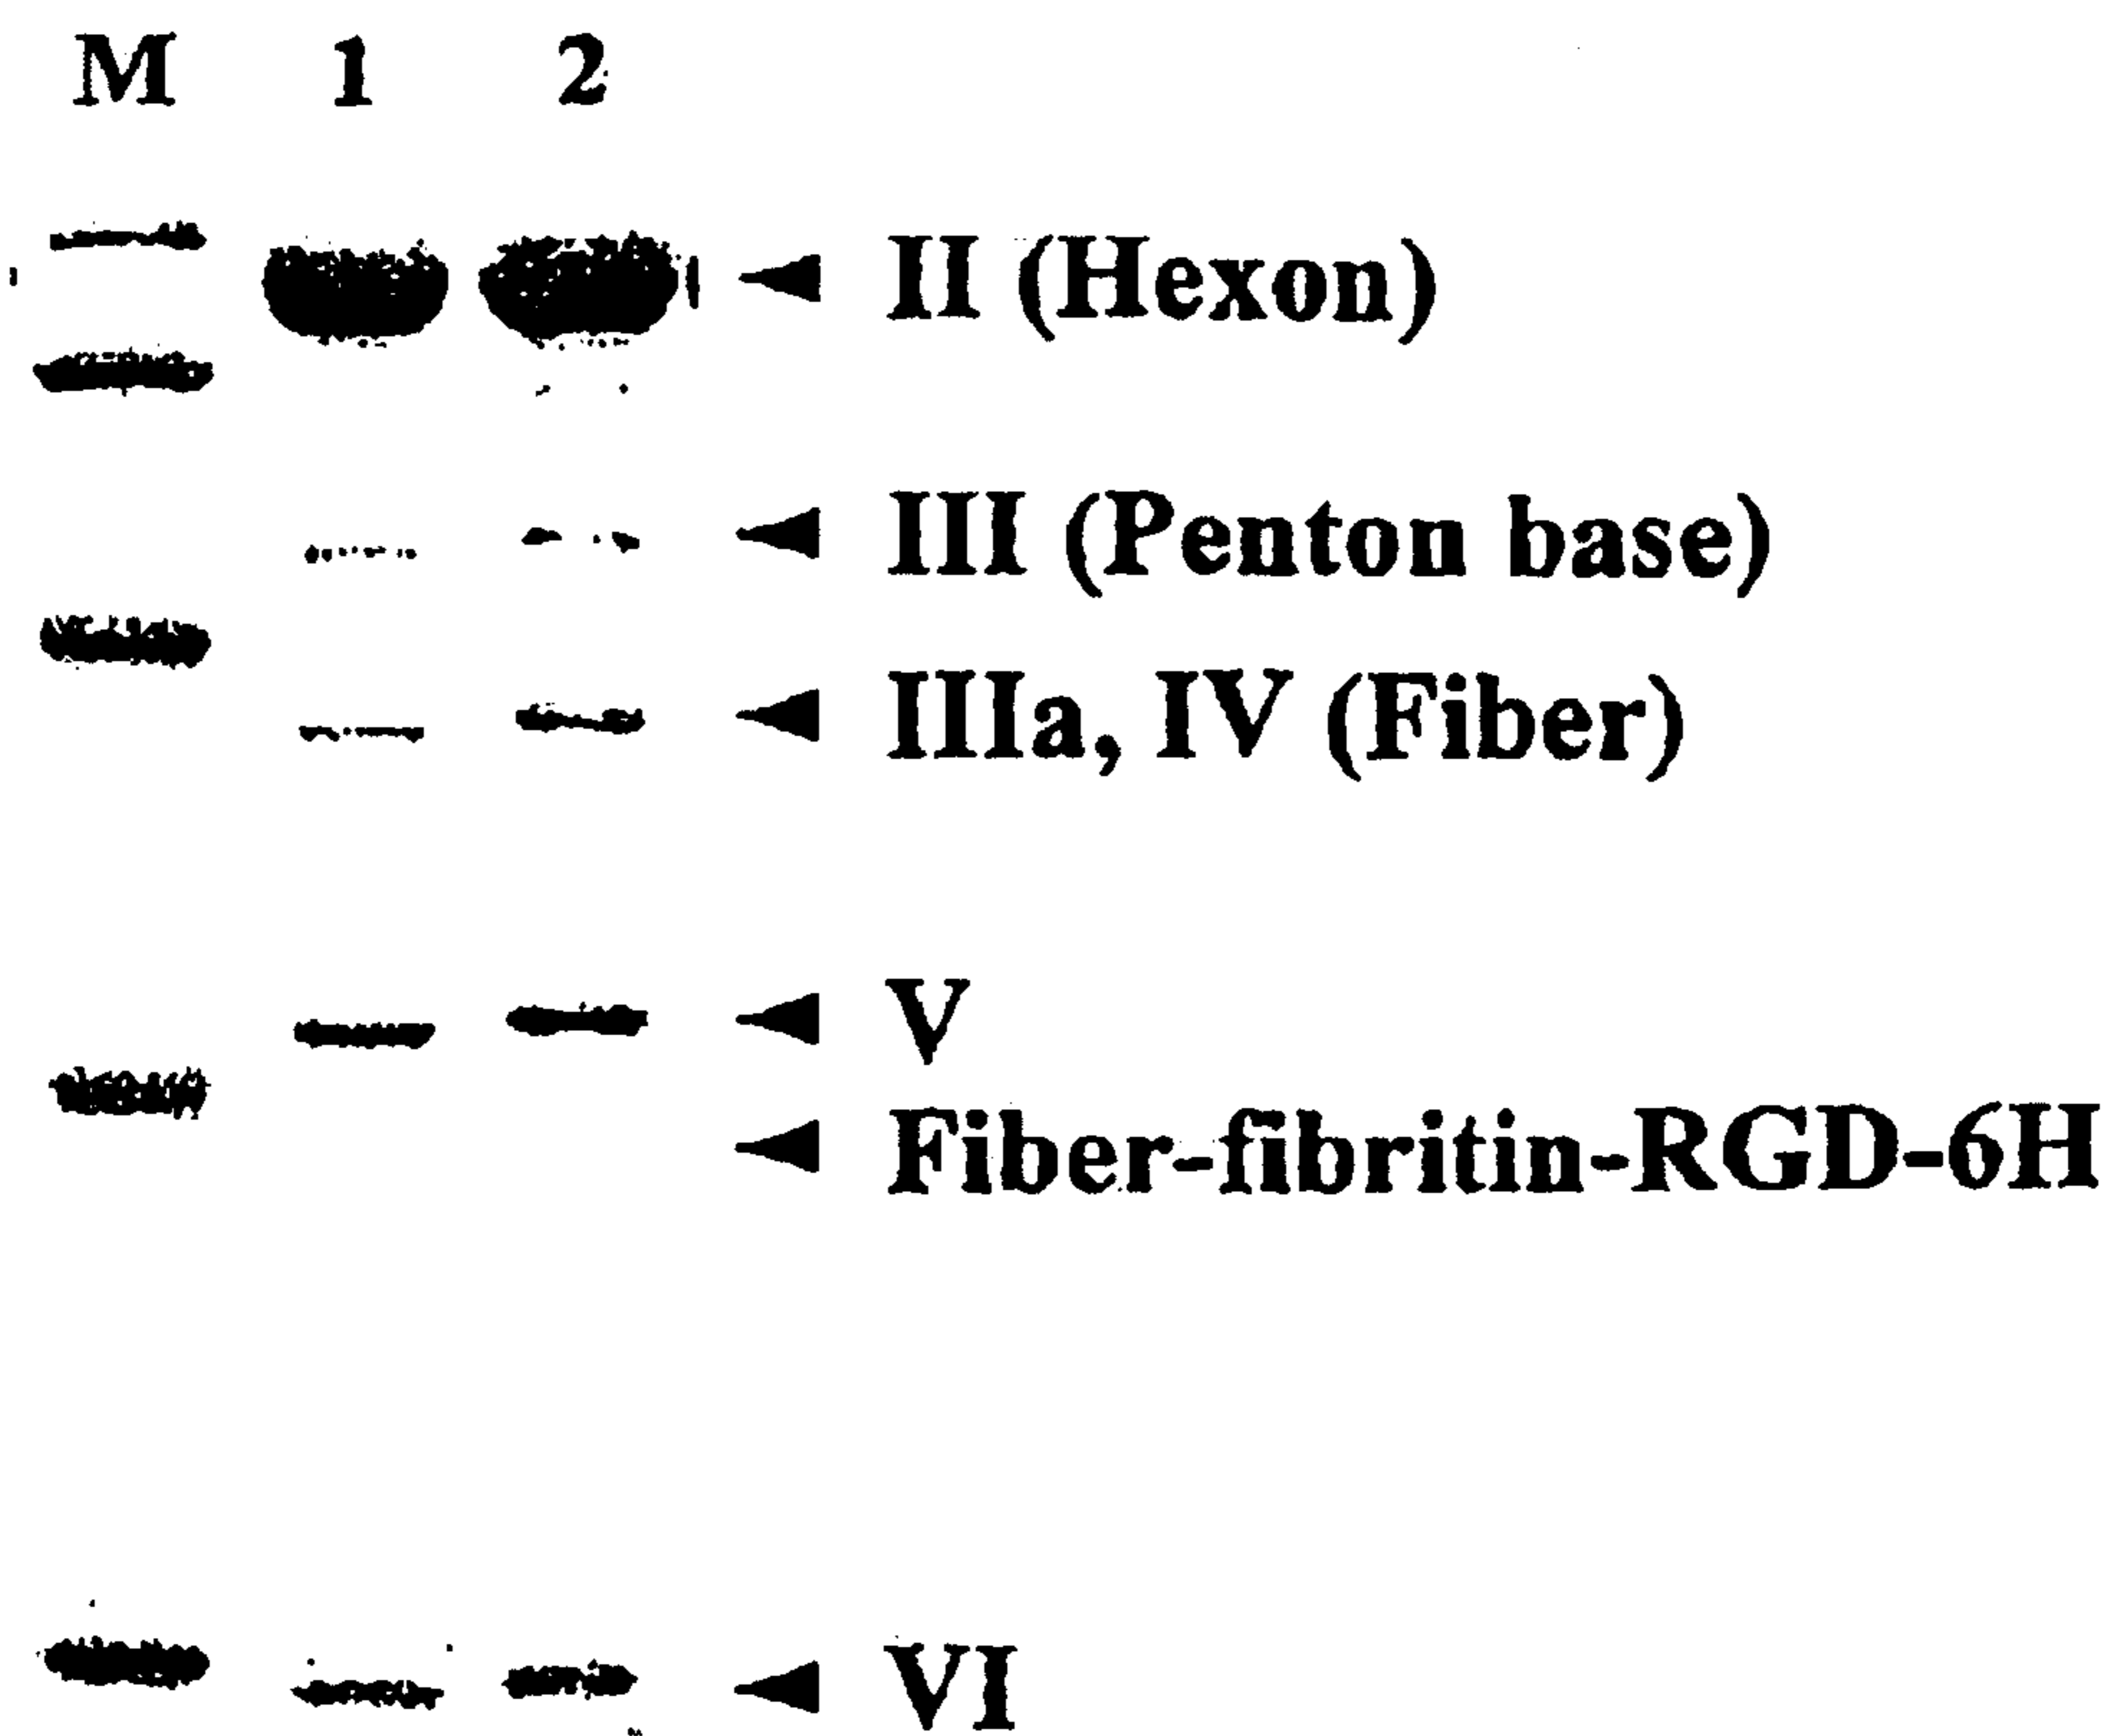 M 1 2
II (Hexon)
III (Penton base)
IIIa, IV (Fiber)
V
Fiber-fibritin-RGD-6H
VI